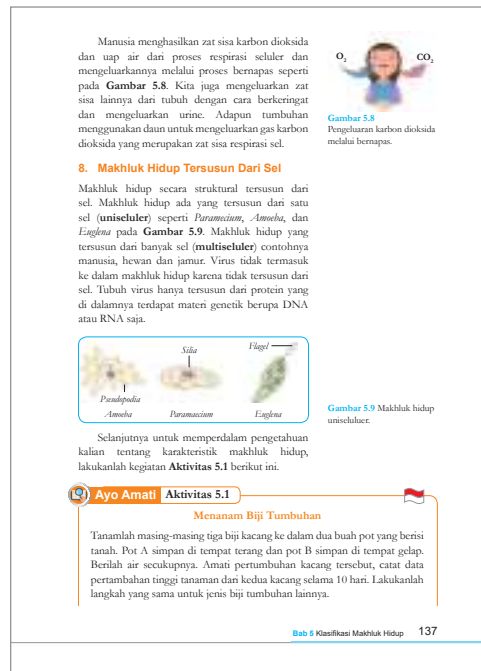 Manusia menghasilkan zat sisa karbon dioksida
dan uap air dari proses respirasi seluler dan
mengeluarkannya melalui proses bernapas seperti
pada Gambar 5.8. Kita juga mengeluarkan zat
sisa lainnya dari tubuh dengan cara berkeringat
dan mengeluarkan urine. Adapun tumbuhan
menggunakan daun untuk mengeluarkan gas karbon
dioksida yang merupakan zat sisa respirasi sel.
O₂
CO₂
Gambar 5.8
Pengeluaran karbon dioksida
melalui bernapas.
8. Makhluk Hidup Tersusun Dari Sel
Makhluk hidup secara struktural tersusun dari
sel. Makhluk hidup ada yang tersusun dari satu
sel (uniseluler) seperti Paramecium, Amoeba, dan
Euglena pada Gambar 5.9. Makhluk hidup yang
tersusun dari banyak sel (multiseluler) contohnya
manusia, hewan dan jamur. Virus tidak termasuk
ke dalam makhluk hidup karena tidak tersusun dari
sel. Tubuh virus hanya tersusun dari protein yang
di dalamnya terdapat materi genetik berupa DNA
atau RNA saja.
Pseudopodia
Amoeba
Silia
Paramaecium
Flagel
Euglena
Gambar 5.9 Makhluk hidup
uniseluluer.
Selanjutnya untuk memperdalam pengetahuan
kalian tentang karakteristik makhluk hidup,
lakukanlah kegiatan Aktivitas 5.1 berikut ini.
Ayo Amati Aktivitas 5.1
Menanam Biji Tumbuhan
Tanamlah masing-masing tiga biji kacang ke dalam dua buah pot yang berisi
tanah. Pot A simpan di tempat terang dan pot B simpan di tempat gelap.
Berilah air secukupnya. Amati pertumbuhan kacang tersebut, catat data
pertambahan tinggi tanaman dari kedua kacang selama 10 hari. Lakukanlah
langkah yang sama untuk jenis biji tumbuhan lainnya.
Bab 5 Klasifikasi Makhluk Hidup 137